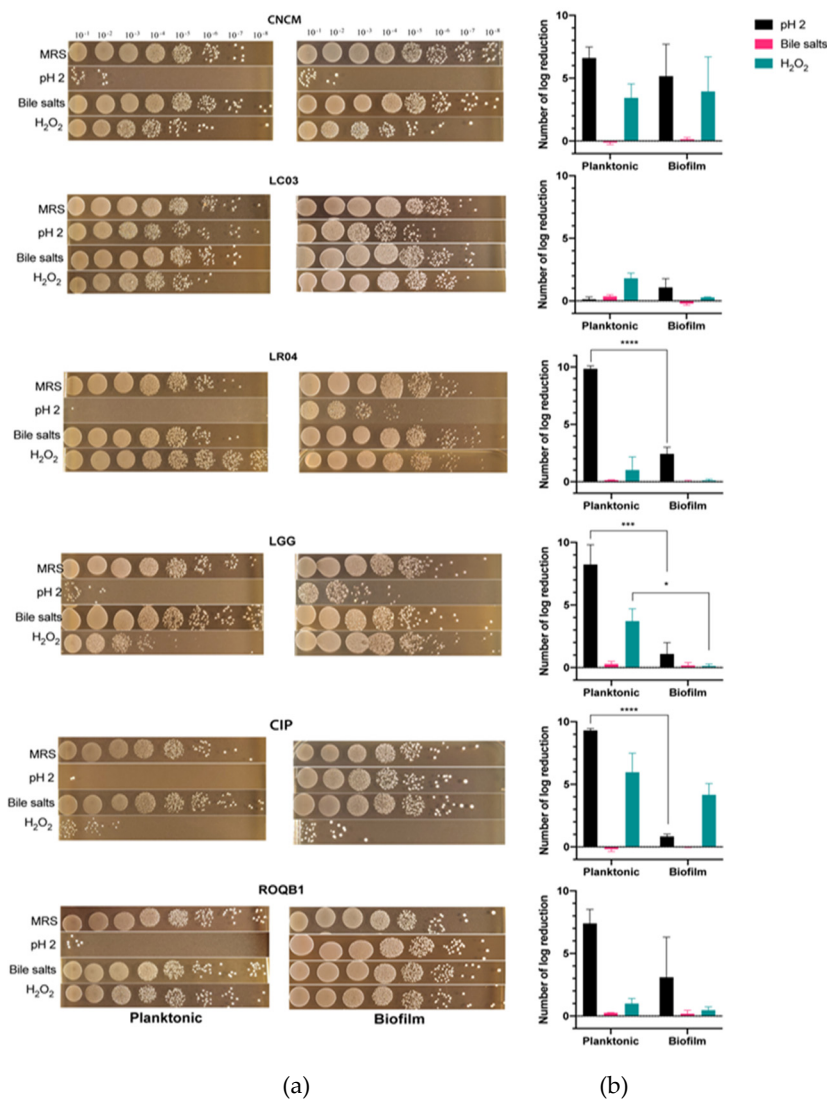 CNCM
10⁻¹ 10⁻² 10⁻³ 10⁻⁴ 10⁻⁵ 10⁻⁶ 10⁻⁷ 10⁻⁸ 10⁻¹ 10⁻² 10⁻³ 10⁻⁴ 10⁻⁵ 10⁻⁶ 10⁻⁷ 10⁻⁸
MRS
pH 2
Bile salts
H₂O₂
Number of log reduction
10
5
0
Planktonic Biofilm
pH 2
Bile salts
H₂O₂
LC03
MRS
pH 2
Bile salts
H₂O₂
Number of log reduction
10
5
0
Planktonic Biofilm
LR04
MRS
pH 2
Bile salts
H₂O₂
Number of log reduction
10
5
0
****
Planktonic Biofilm
LGG
MRS
pH 2
Bile salts
H₂O₂
Number of log reduction
10
5
0
***
*
Planktonic Biofilm
CIP
MRS
pH 2
Bile salts
H₂O₂
Number of log reduction
10
5
0
****
Planktonic Biofilm
ROQB1
MRS
pH 2
Bile salts
H₂O₂
Planktonic Biofilm
Number of log reduction
10
5
0
Planktonic Biofilm
(a) (b)